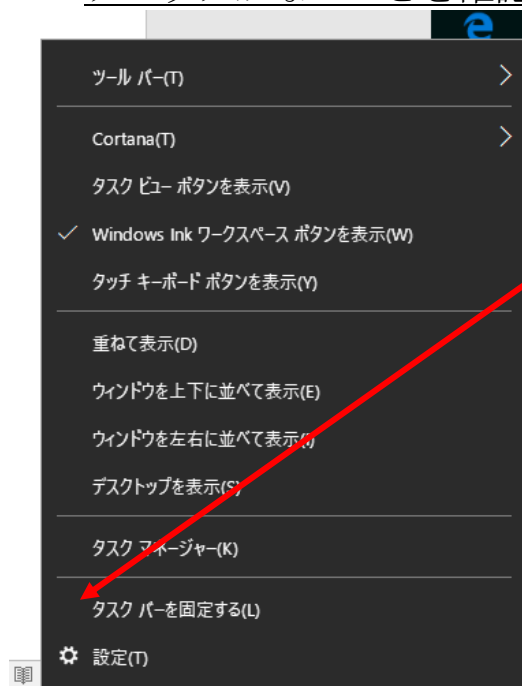 ツール バー(T)
Cortana(T)
タスク ビュー ボタンを表示(V)
Windows Ink ワークスペース ボタンを表示(W)
タッチ キーボード ボタンを表示(Y)
重ねて表示(D)
ウィンドウを上下に並べて表示(E)
ウィンドウを左右に並べて表示(I)
デスクトップを表示(S)
タスク マネージャー(K)
タスク バーを固定する(L)
設定(T)